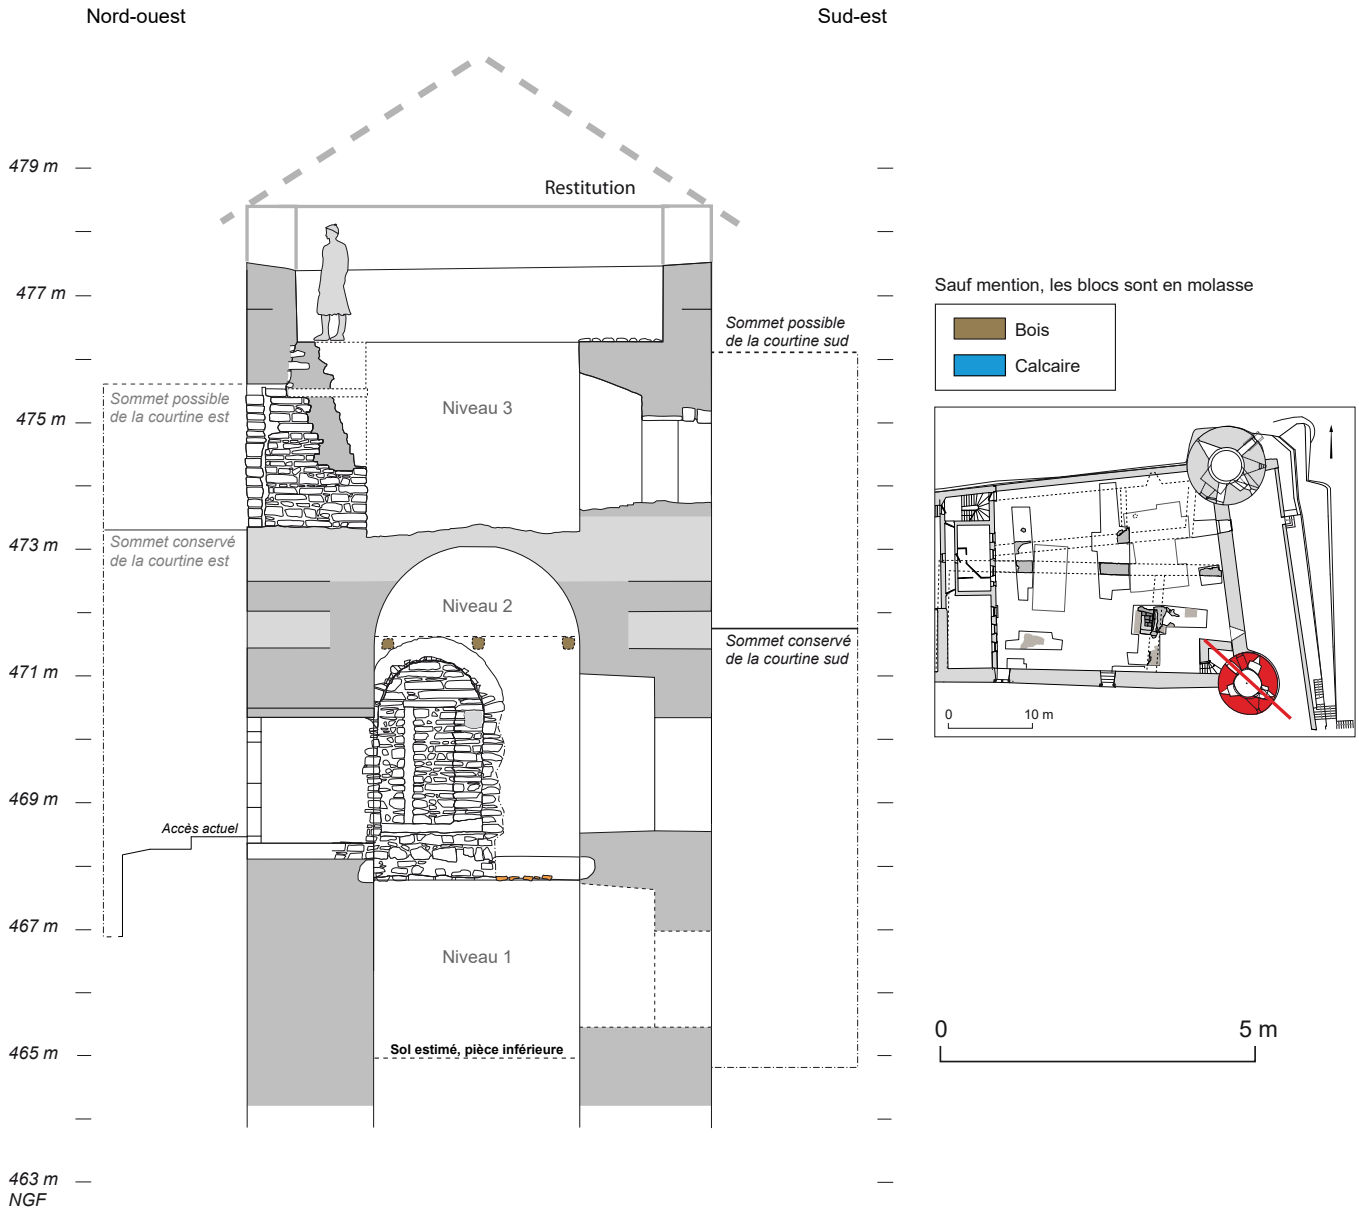 Nord-ouest
Sud-est
479 m
Restitution
477 m
Sauf mention, les blocs sont en molasse
Bois
Calcaire
Sommet possible
de la courtine sud
Sommet possible
de la courtine est
475 m
Niveau 3
473 m
Sommet conservé
de la courtine est
Niveau 2
Sommet conservé
de la courtine sud
471 m
0
10 m
469 m
Accès actuel
467 m
Niveau 1
465 m
Sol estimé, pièce inférieure
0
5 m
463 m
NGF